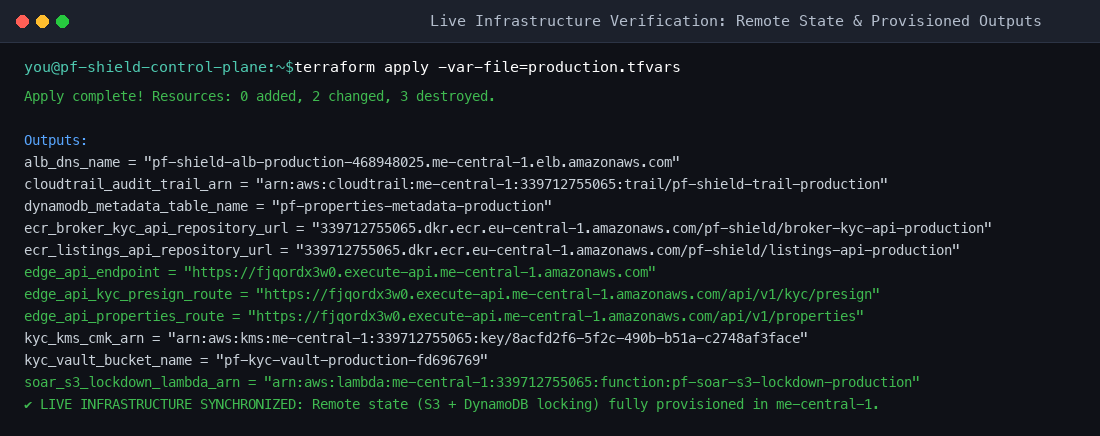 Live Infrastructure Verification: Remote State & Provisioned Outputs
you@pf-shield-control-plane:~$terraform apply -var-file=production.tfvars
Apply complete! Resources: 0 added, 2 changed, 3 destroyed.
Outputs:
alb_dns_name = "pf-shield-alb-production-468948025.me-central-1.elb.amazonaws.com"
cloudtrail_audit_trail_arn = "arn:aws:cloudtrail:me-central-1:339712755065:trail/pf-shield-trail-production"
dynamodb_metadata_table_name = "pf-properties-metadata-production"
ecr_broker_kyc_api_repository_url = "339712755065.dkr.ecr.eu-central-1.amazonaws.com/pf-shield/broker-kyc-api-production"
ecr_listings_api_repository_url = "339712755065.dkr.ecr.eu-central-1.amazonaws.com/pf-shield/listings-api-production"
edge_api_endpoint = "https://fjqordx3w0.execute-api.me-central-1.amazonaws.com"
edge_api_kyc_presign_route = "https://fjqordx3w0.execute-api.me-central-1.amazonaws.com/api/v1/kyc/presign"
edge_api_properties_route = "https://fjqordx3w0.execute-api.me-central-1.amazonaws.com/api/v1/properties"
kyc_kms_cmk_arn = "arn:aws:kms:me-central-1:339712755065:key/8acfd2f6-5f2c-490b-b51a-c2748af3face"
kyc_vault_bucket_name = "pf-kyc-vault-production-fd696769"
soar_s3_lockdown_lambda_arn = "arn:aws:lambda:me-central-1:339712755065:function:pf-soar-s3-lockdown-production"
✔ LIVE INFRASTRUCTURE SYNCHRONIZED: Remote state (S3 + DynamoDB locking) fully provisioned in me-central-1.